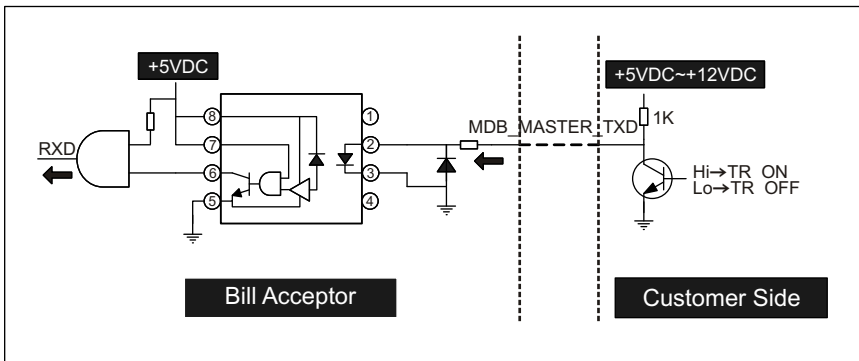 +5VDC
+5VDC~+12VDC
8
1
1K
MDB_MASTER_TXD
RXD
7
2
6
3
Hi→TR ON
Lo→TR OFF
5
4
Bill Acceptor
Customer Side